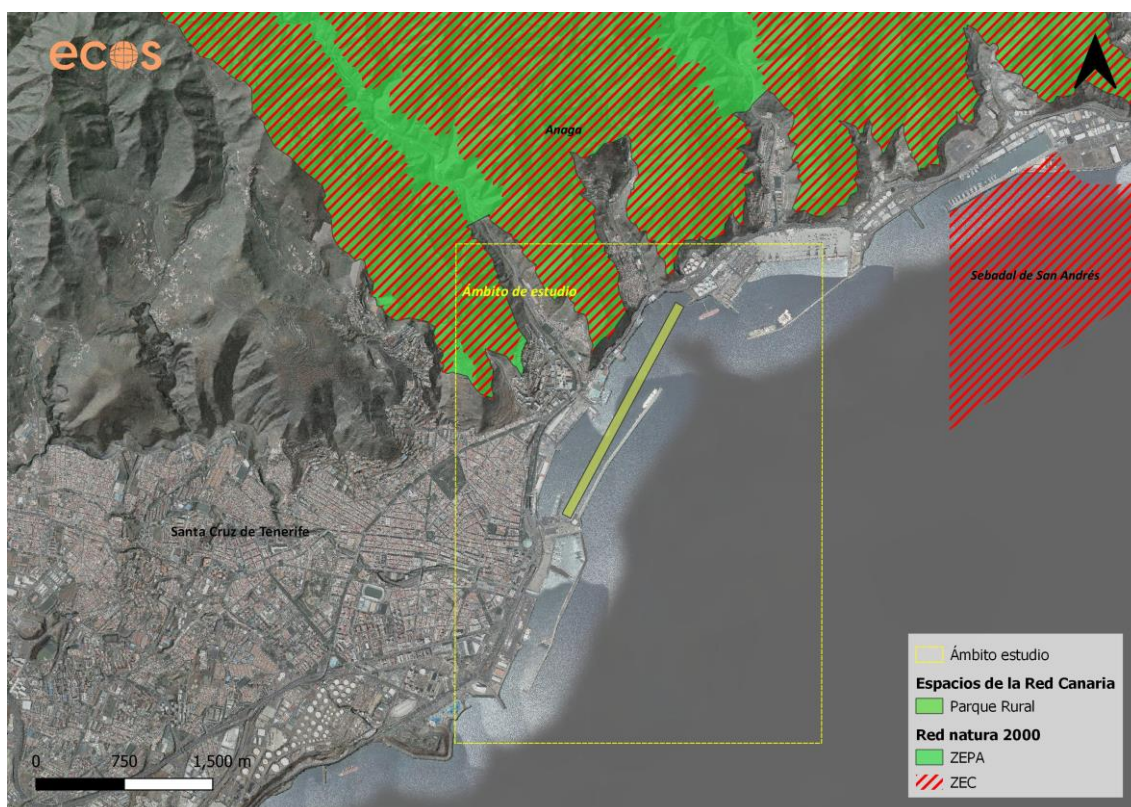 ecos
Anaga
Sebadal de San Andrés
Ámbito de estudio
Santa Cruz de Tenerife
Ámbito estudio
Espacios de la Red Canaria
Parque Rural
Red natura 2000
ZEPA
ZEC
0 750 1,500 m